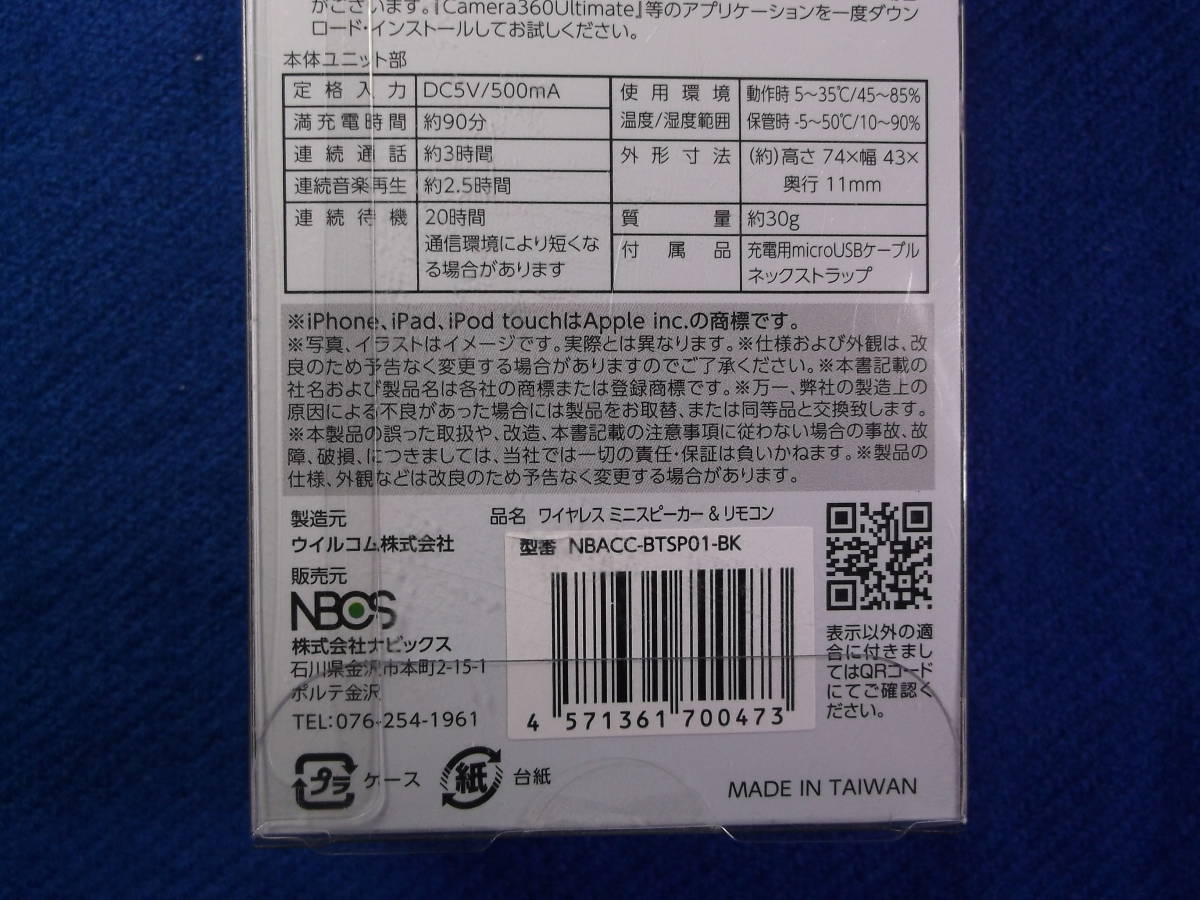 がございます。『Camera360Ultimate』等のアプリケーションを一度ダウン
ロード・インストールしてお試しください。
本体ユニット部
定格入力 DC5V/500mA
満充電時間 約90分
連続通話 約3時間
連続音楽再生 約2.5時間
連続待機 20時間
通信環境により短くな
る場合があります
使用環境 動作時 5~35℃/45~85%
温度/湿度範囲 保管時 -5~50℃/10~90%
外形寸法 (約)高さ 74×幅 43×
奥行 11mm
質量 約30g
付属品 充電用microUSBケーブル
ネックストラップ
※iPhone、iPad、iPod touchはApple inc.の商標です。
※写真、イラストはイメージです。実際とは異なります。※仕様および外観は、改
良のため予告なく変更する場合がありますのでご了承ください。※本書記載の
社名および製品名は各社の商標または登録商標です。※万一、弊社の製造上の
原因による不良があった場合には製品をお取替、または同等品と交換致します。
※本製品の誤った取扱や、改造、本書記載の注意事項に従わない場合の事故、故
障、破損、につきましては、当社では一切の責任・保証は負いかねます。※製品の
仕様、外観などは改良のため予告なく変更する場合があります。
製造元
ウイルコム株式会社
販売元
NBCS
株式会社ナビックス
石川県金沢市本町2-15-1
ポルテ金沢
TEL:076-254-1961
品名 ワイヤレス ミニスピーカー & リモコン
型番 NBACC-BTSP01-BK
4 571361 700473
表示以外の適
合に付きまし
てはQRコード
にてご確認く
ださい。
プラ ケース
紙 台紙
MADE IN TAIWAN